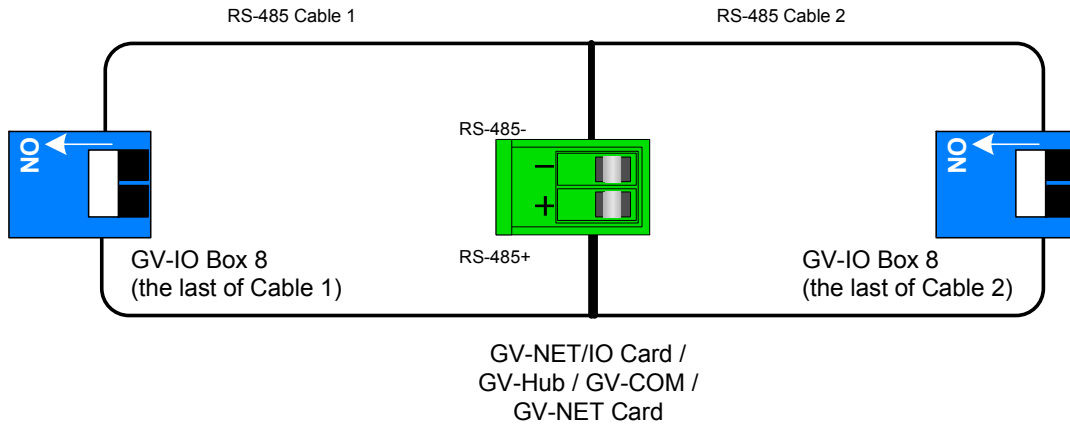 RS-485 Cable 1
RS-485 Cable 2
RS-485-
ON
ON
−
+
RS-485+
GV-IO Box 8
(the last of Cable 1)
GV-IO Box 8
(the last of Cable 2)
GV-NET/IO Card /
GV-Hub / GV-COM /
GV-NET Card